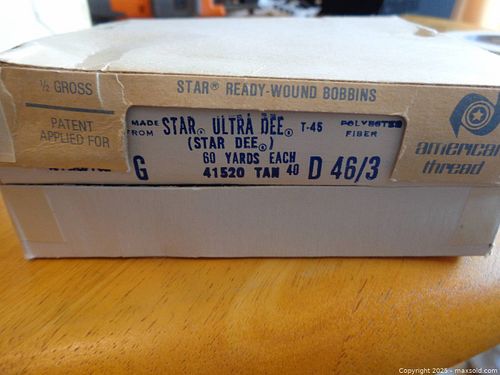 ½ GROSS
STAR® READY-WOUND BOBBINS
PATENT
APPLIED FOR
MADE
FROM
STAR® ULTRA DEE® T-45
POLYESTER
FIBER
(STAR DEE®)
60 YARDS EACH
G
41520 TAN 40 D 46/3
american
thread
Copyright 2025 - maxsold.com